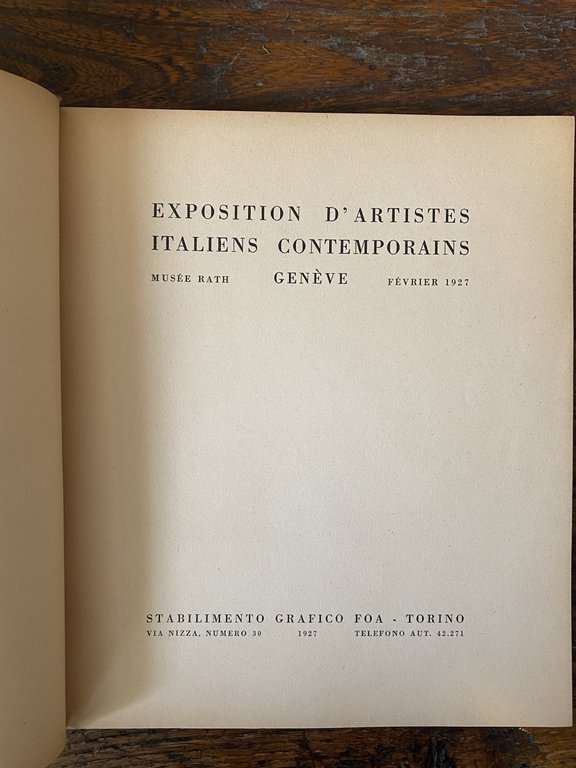 EXPOSITION D'ARTISTES
ITALIENS CONTEMPORAINS
MUSÉE RATH GENÈVE FÉVRIER 1927
STABILIMENTO GRAFICO FOA - TORINO
VIA NIZZA, NUMERO 30 1927 TELEFONO AUT. 42.271